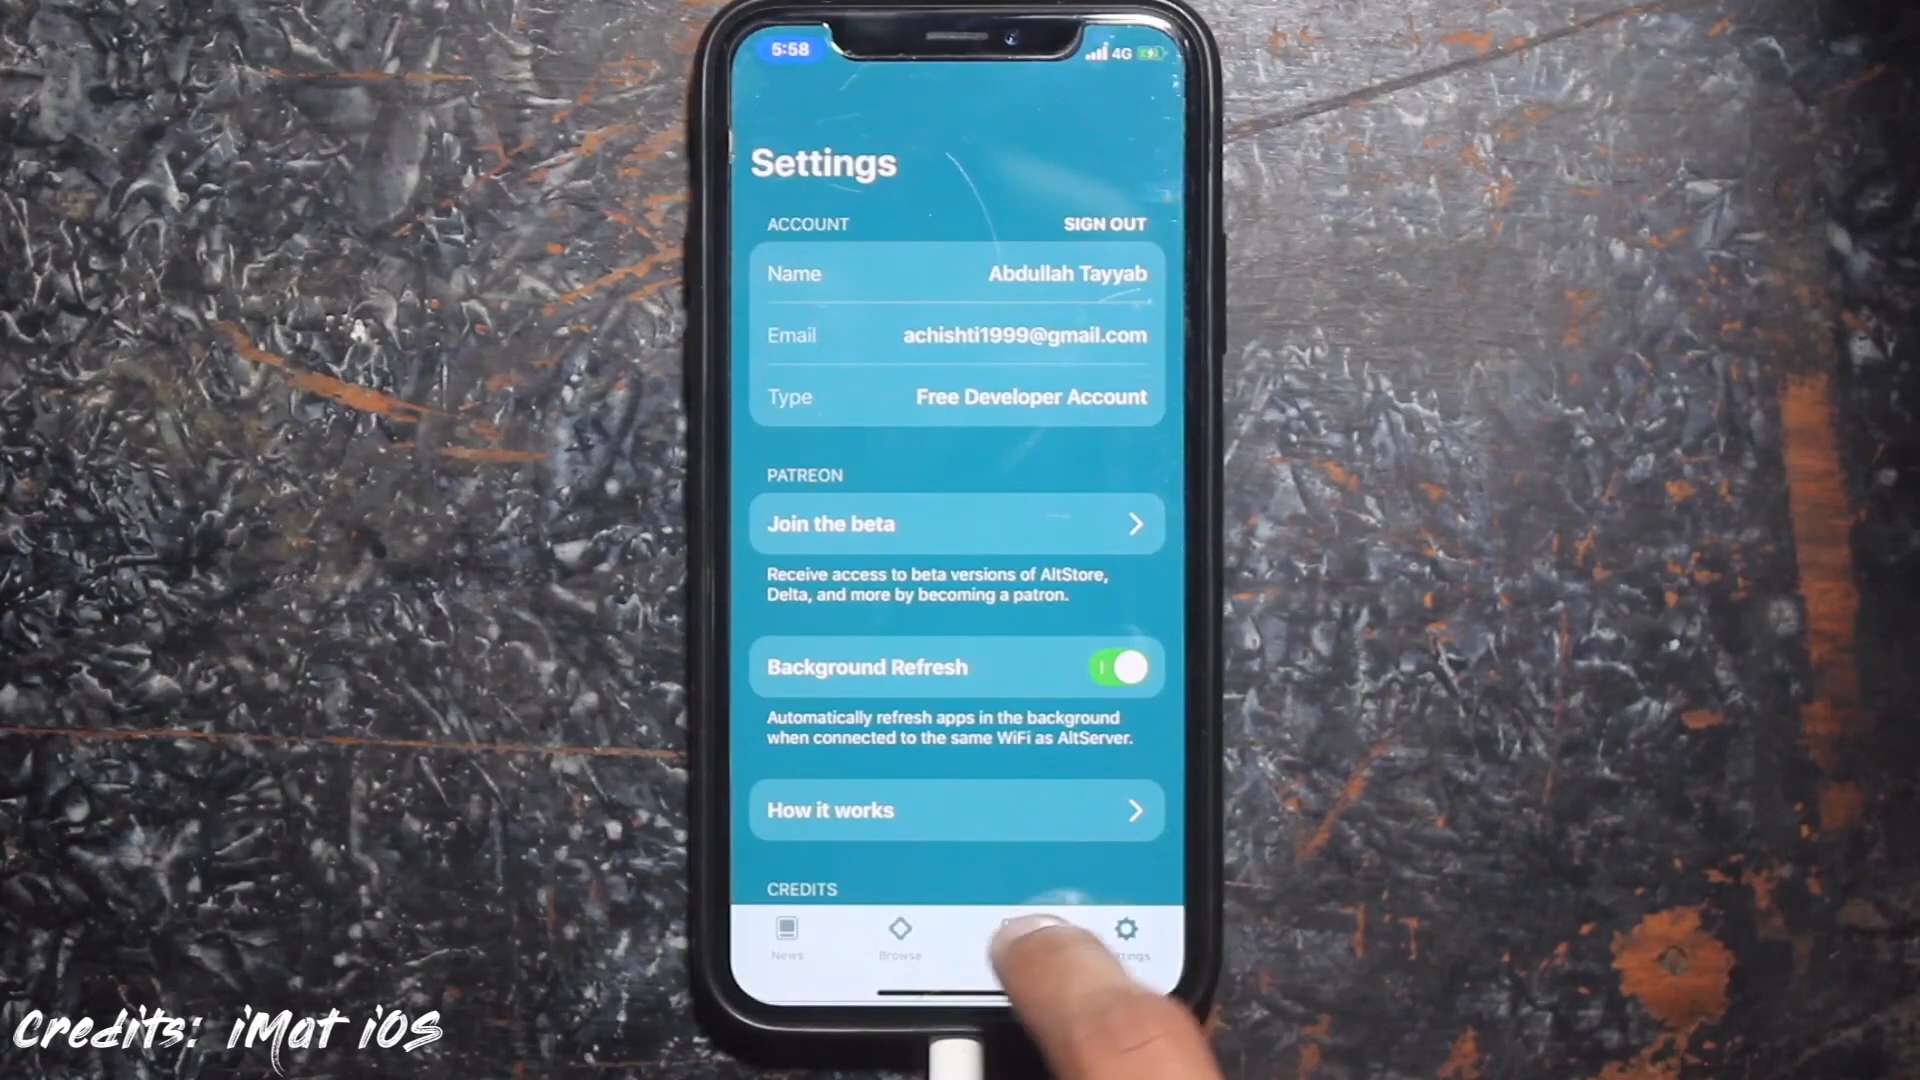 5:58
4G
Settings
ACCOUNT SIGN OUT
Name Abdullah Tayyab
Email achishti1999@gmail.com
Type Free Developer Account
PATREON
Join the beta
Receive access to beta versions of AltStore,
Delta, and more by becoming a patron.
Background Refresh
Automatically refresh apps in the background
when connected to the same WiFi as AltServer.
How it works
CREDITS
News Browse
Credits: iMat iOS